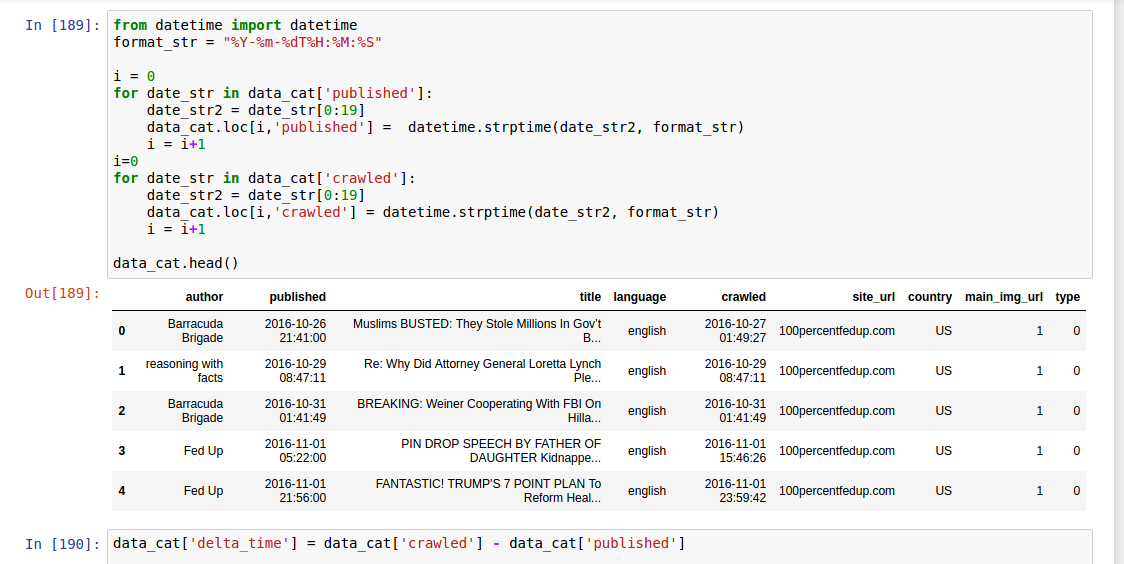 In [189]: from datetime import datetime
format_str = "%Y-%m-%dT%H:%M:%S"
i = 0
for date_str in data_cat['published']:
    date_str2 = date_str[0:19]
    data_cat.loc[i,'published'] =  datetime.strptime(date_str2, format_str)
    i = i+1
i=0
for date_str in data_cat['crawled']:
    date_str2 = date_str[0:19]
    data_cat.loc[i,'crawled'] = datetime.strptime(date_str2, format_str)
    i = i+1
data_cat.head()
Out[189]:
author published title language crawled site_url country main_img_url type
0 Barracuda Brigade 2016-10-26 21:41:00 Muslims BUSTED: They Stole Millions In Gov't B... english 2016-10-27 01:49:27 100percentfedup.com US 1 0
1 reasoning with facts 2016-10-29 08:47:11 Re: Why Did Attorney General Loretta Lynch Ple... english 2016-10-29 08:47:11 100percentfedup.com US 1 0
2 Barracuda Brigade 2016-10-31 01:41:49 BREAKING: Weiner Cooperating With FBI On Hilla... english 2016-10-31 01:41:49 100percentfedup.com US 1 0
3 Fed Up 2016-11-01 05:22:00 PIN DROP SPEECH BY FATHER OF DAUGHTER Kidnappe... english 2016-11-01 15:46:26 100percentfedup.com US 1 0
4 Fed Up 2016-11-01 21:56:00 FANTASTIC! TRUMP'S 7 POINT PLAN To Reform Heal... english 2016-11-01 23:59:42 100percentfedup.com US 1 0
In [190]: data_cat['delta_time'] = data_cat['crawled'] - data_cat['published']